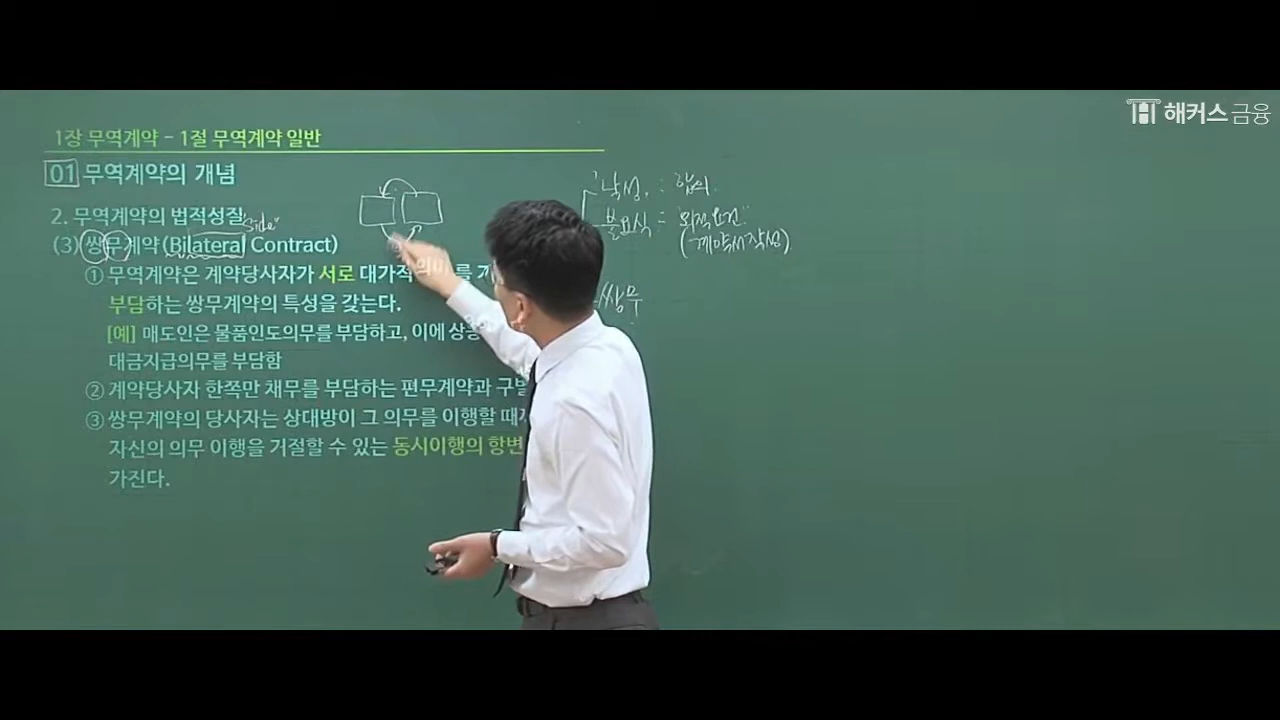 해커스 금융
1장 무역계약 - 1절 무역계약 일반
01 무역계약의 개념
2. 무역계약의 법적성질
Side"
(3) 쌍무계약 (Bilateral Contract)
① 무역계약은 계약당사자가 서로 대가적 의미를
부담하는 쌍무계약의 특성을 갖는다.
[예] 매도인은 물품인도의무를 부담하고, 이에 상응
대금지급의무를 부담함
② 계약당사자 한쪽만 채무를 부담하는 편무계약과 구별
③ 쌍무계약의 당사자는 상대방이 그 의무를 이행할 때까
자신의 의무 이행을 거절할 수 있는 동시이행의 항변
가진다.
낙성, : 합의.
불요식 = "외적요건"
(계약서작성)
쌍무